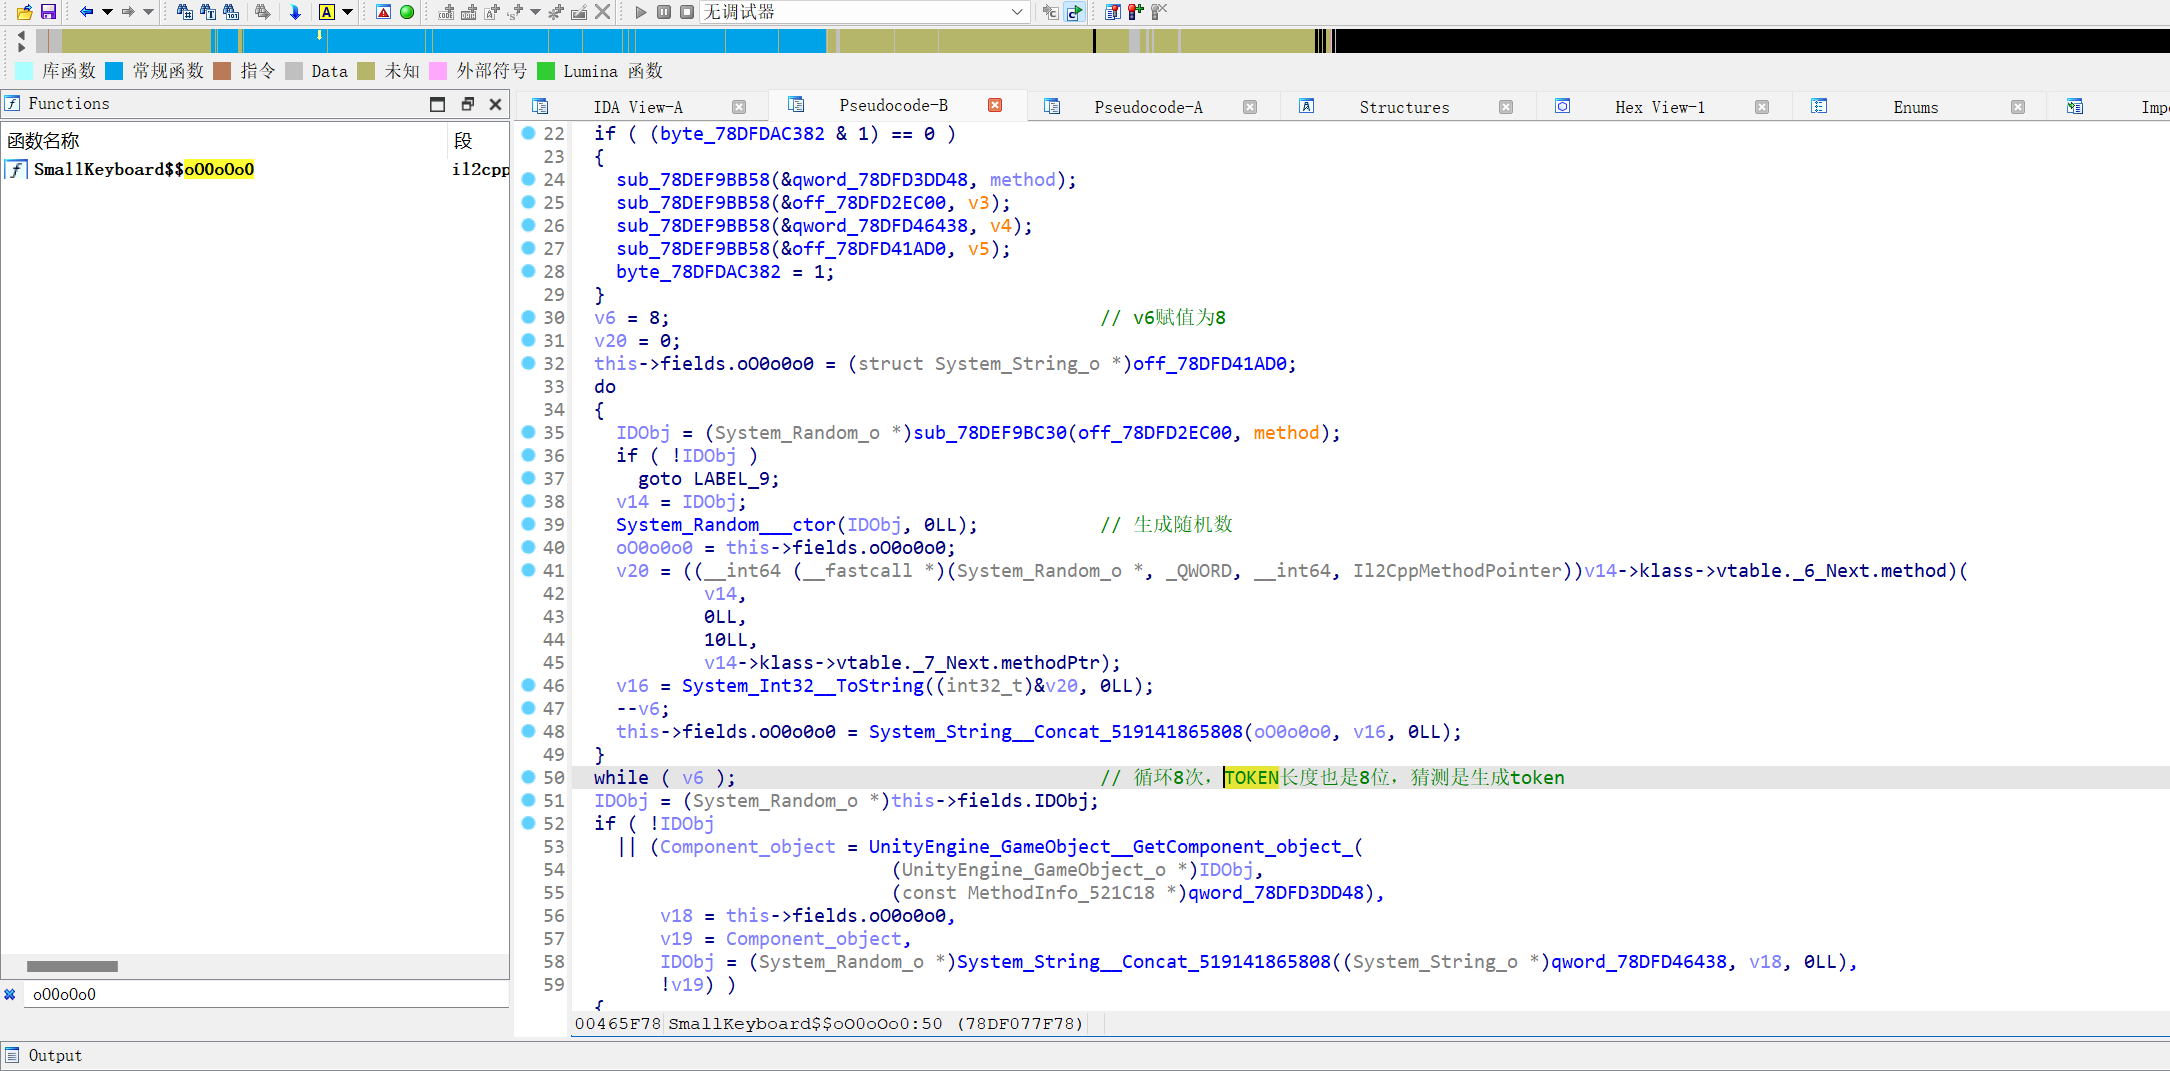 无调试器
库函数 常规函数 指令 Data 未知 外部符号 Lumina 函数
Functions
IDA View-A Pseudocode-B Pseudocode-A Structures Hex View-1 Enums Imp
函数名称 段
SmallKeyboard$$oO0oOo0 il2cpp
22 if ( (byte_78DFDAC382 & 1) == 0 )
23 {
24 sub_78DEF9BB58(&qword_78DFD3DD48, method);
25 sub_78DEF9BB58(&off_78DFD2EC00, v3);
26 sub_78DEF9BB58(&qword_78DFD46438, v4);
27 sub_78DEF9BB58(&off_78DFD41AD0, v5);
28 byte_78DFDAC382 = 1;
29 }
30 v6 = 8; // v6赋值为8
31 v20 = 0;
32 this->fields.oO0o0o0 = (struct System_String_o *)off_78DFD41AD0;
33 do
34 {
35 IDObj = (System_Random_o *)sub_78DEF9BC30(off_78DFD2EC00, method);
36 if ( !IDObj )
37 goto LABEL_9;
38 v14 = IDObj;
39 System_Random___ctor(IDObj, 0LL); // 生成随机数
40 oO0o0o0 = this->fields.oO0o0o0;
41 v20 = ((__int64 (__fastcall *)(System_Random_o *, _QWORD, __int64, Il2CppMethodPointer))v14->klass->vtable._6_Next.method)(
42 v14,
43 0LL,
44 10LL,
45 v14->klass->vtable._7_Next.methodPtr);
46 v16 = System_Int32__ToString((int32_t)&v20, 0LL);
47 --v6;
48 this->fields.oO0o0o0 = System_String__Concat_519141865808(oO0o0o0, v16, 0LL);
49 }
50 while ( v6 ); // 循环8次，TOKEN长度也是8位，猜测是生成token
51 IDObj = (System_Random_o *)this->fields.IDObj;
52 if ( !IDObj
53 || (Component_object = UnityEngine_GameObject__GetComponent_object_(
54 (UnityEngine_GameObject_o *)IDObj,
55 (const MethodInfo_521C18 *)qword_78DFD3DD48),
56 v18 = this->fields.oO0o0o0,
57 v19 = Component_object,
58 IDObj = (System_Random_o *)System_String__Concat_519141865808((System_String_o *)qword_78DFD46438, v18, 0LL),
59 !v19) )
{
oO0oOo0
00465F78 SmallKeyboard$$oO0oOo0:50 (78DF077F78)
Output